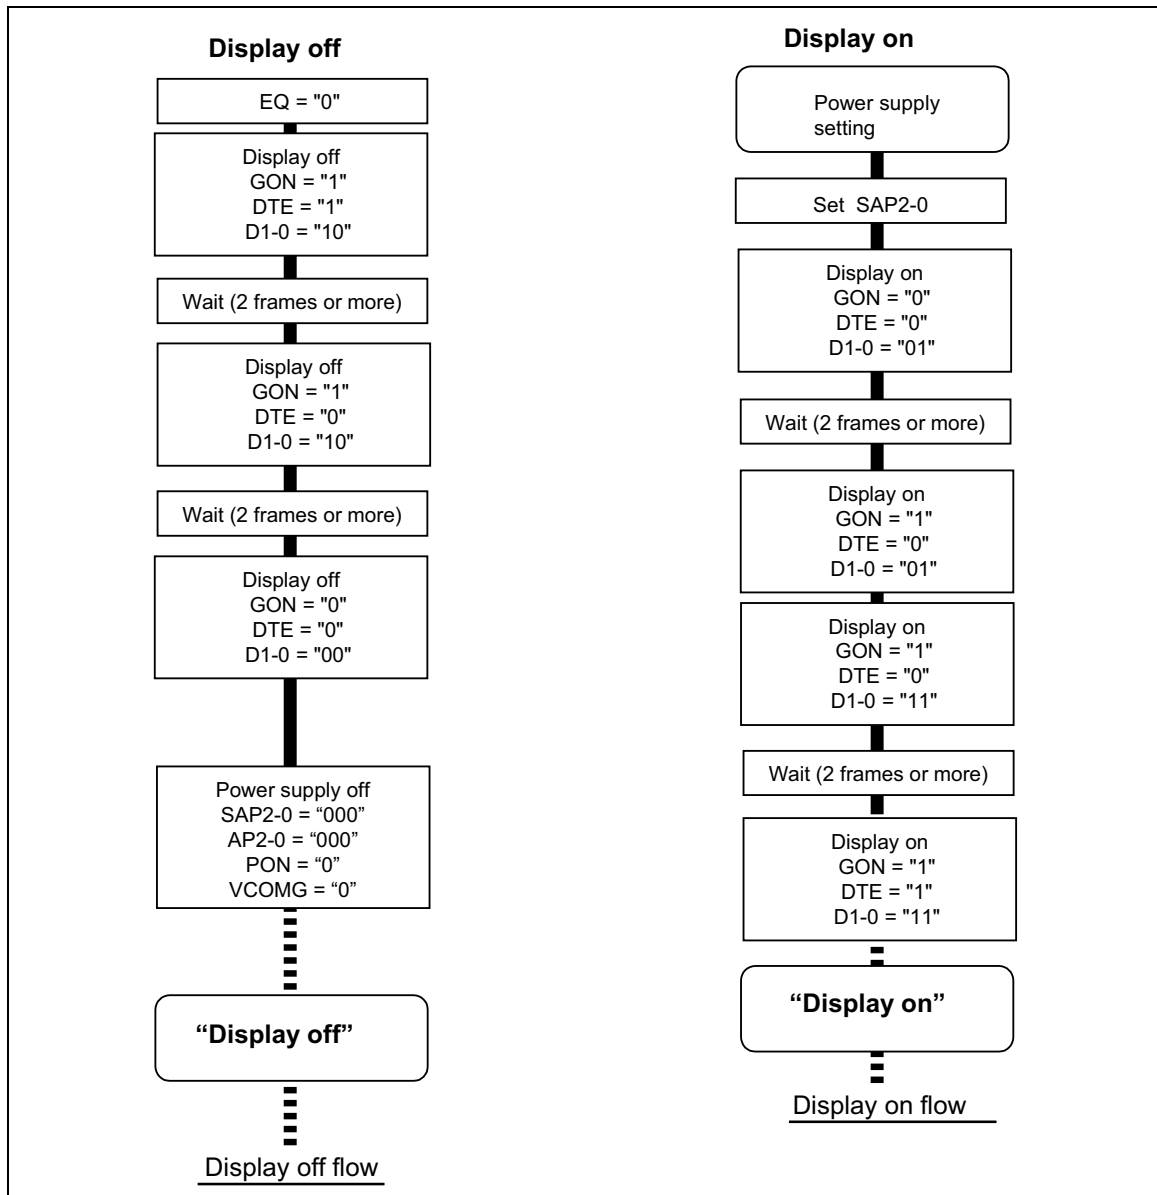 Display off
EQ = "0"
Display off
GON = "1"
DTE = "1"
D1-0 = "10"
Wait (2 frames or more)
Display off
GON = "1"
DTE = "0"
D1-0 = "10"
Wait (2 frames or more)
Display off
GON = "0"
DTE = "0"
D1-0 = "00"
Power supply off
SAP2-0 = “000”
AP2-0 = “000”
PON = “0”
VCOMG = “0”
“Display off”
Display off flow
Display on
Power supply
setting
Set SAP2-0
Display on
GON = "0"
DTE = "0"
D1-0 = "01"
Wait (2 frames or more)
Display on
GON = "1"
DTE = "0"
D1-0 = "01"
Display on
GON = "1"
DTE = "0"
D1-0 = "11"
Wait (2 frames or more)
Display on
GON = "1"
DTE = "1"
D1-0 = "11"
“Display on”
Display on flow